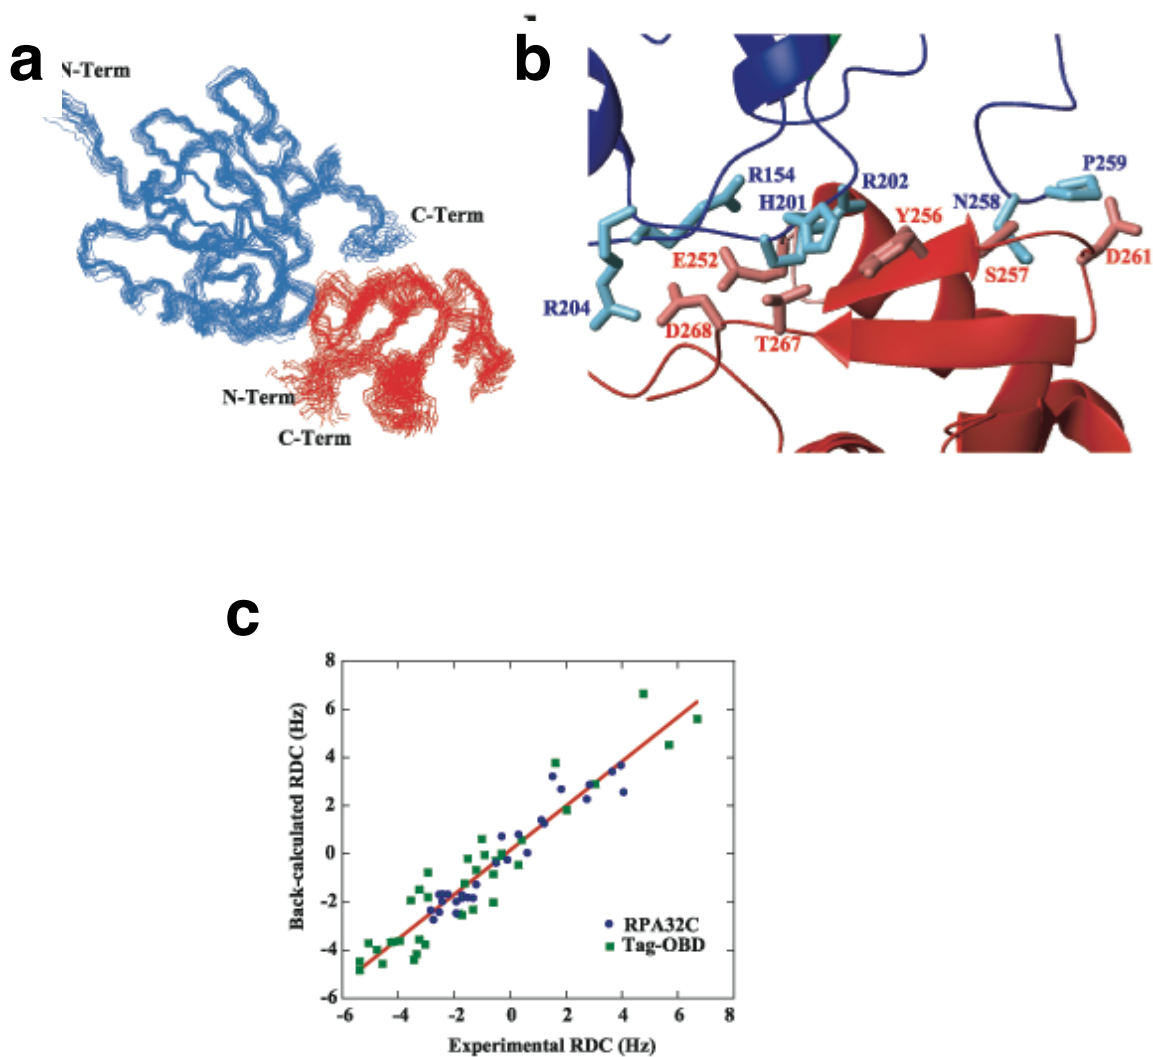 a
b
N-Term
C-Term
N-Term
C-Term
R154
R202
H201
N258
P259
Y256
E252
S257
D261
R204
D268
T267
c
8
6
4
2
0
-2
-4
-6
Back-calculated RDC (Hz)
RPA32C
Tag-OBD
-6 -4 -2 0 2 4 6 8
Experimental RDC (Hz)